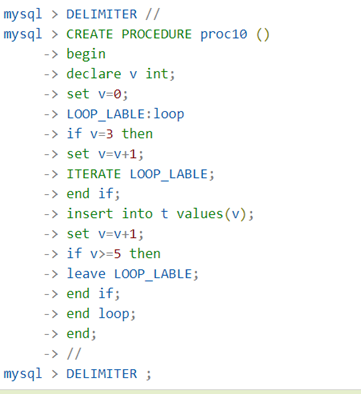 mysql > DELIMITER //
mysql > CREATE PROCEDURE proc10 ()
-> begin
-> declare v int;
-> set v=0;
-> LOOP_LABLE:loop
-> if v=3 then
-> set v=v+1;
-> ITERATE LOOP_LABLE;
-> end if;
-> insert into t values(v);
-> set v=v+1;
-> if v>=5 then
-> leave LOOP_LABLE;
-> end if;
-> end loop;
-> end;
-> //
mysql > DELIMITER ;